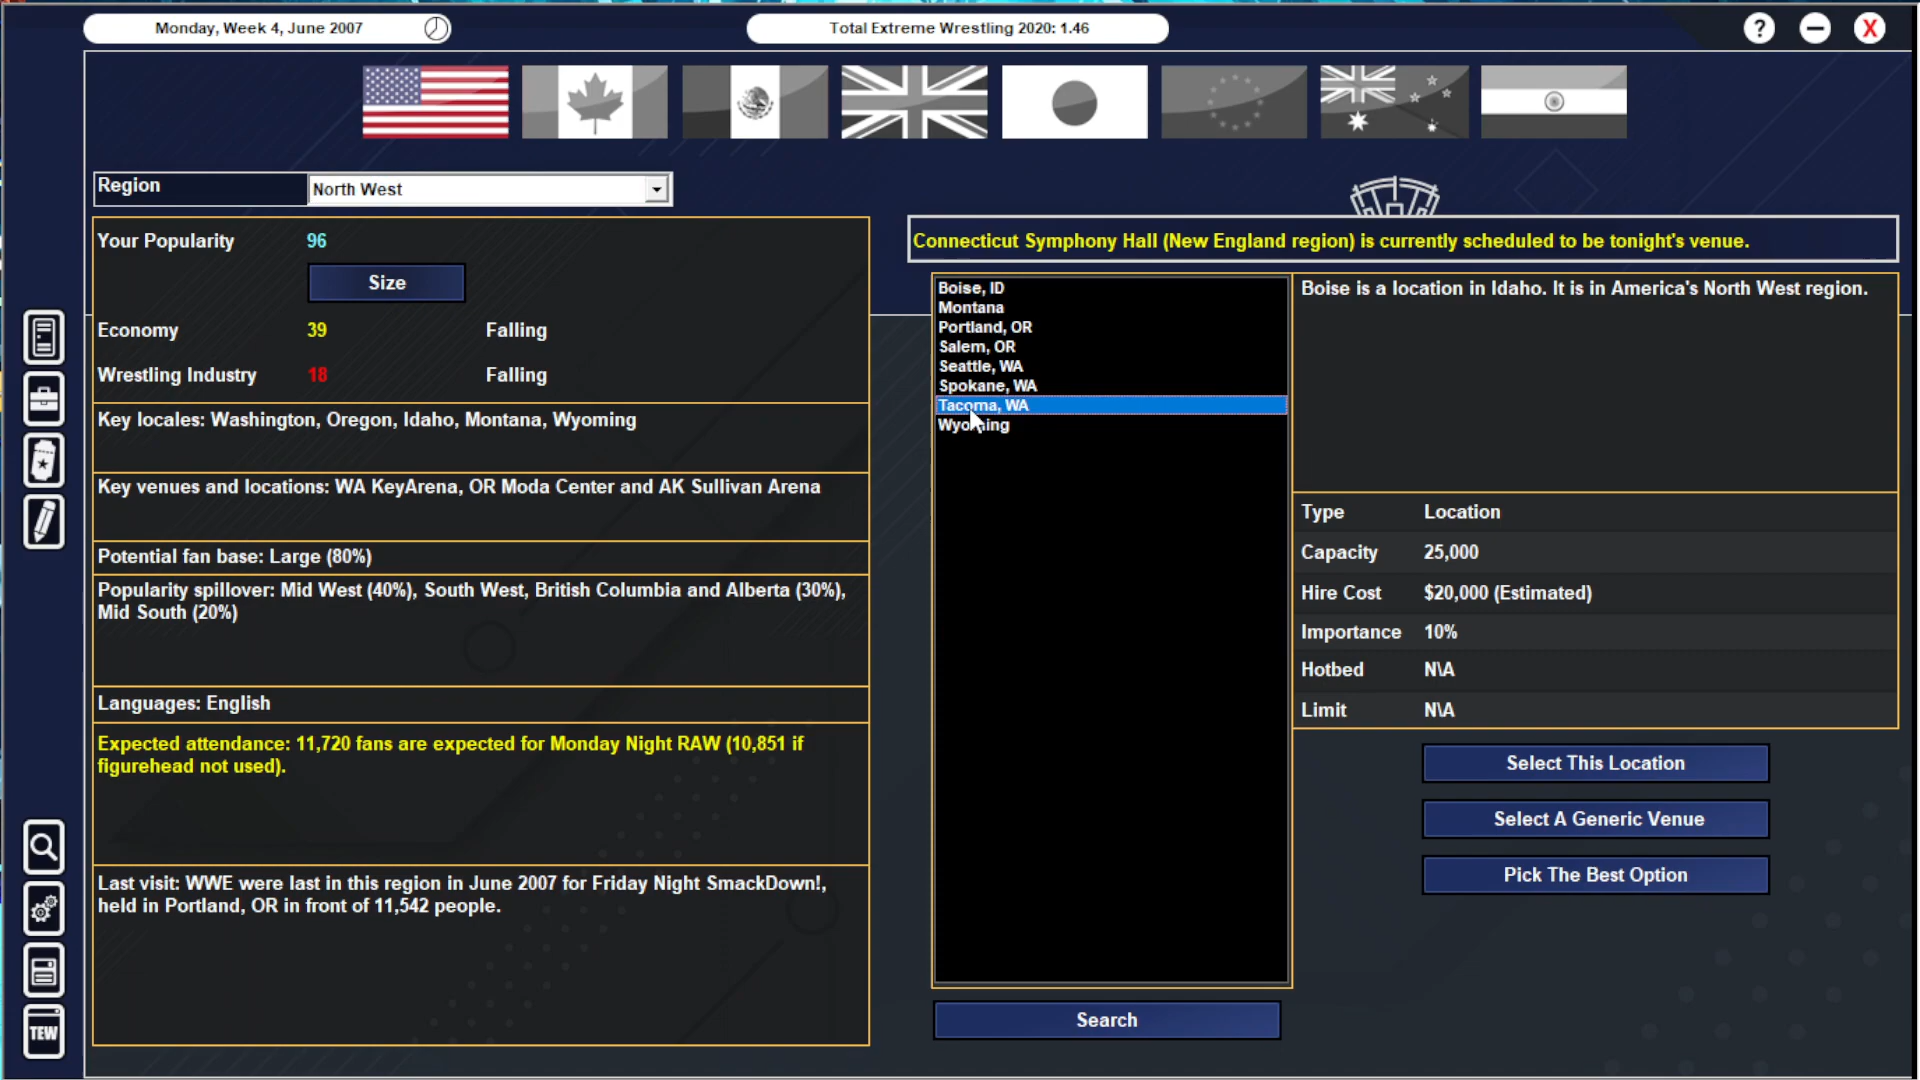 Monday, Week 4, June 2007
Total Extreme Wrestling 2020: 1.46
?
X
Region
North West
Your Popularity 96
Size
Economy 39 Falling
Wrestling Industry 18 Falling
Key locales: Washington, Oregon, Idaho, Montana, Wyoming
Key venues and locations: WA KeyArena, OR Moda Center and AK Sullivan Arena
Potential fan base: Large (80%)
Popularity spillover: Mid West (40%), South West, British Columbia and Alberta (30%),
Mid South (20%)
Languages: English
Expected attendance: 11,720 fans are expected for Monday Night RAW (10,851 if
figurehead not used).
Last visit: WWE were last in this region in June 2007 for Friday Night SmackDown!,
held in Portland, OR in front of 11,542 people.
Connecticut Symphony Hall (New England region) is currently scheduled to be tonight's venue.
Boise, ID
Montana
Portland, OR
Salem, OR
Seattle, WA
Spokane, WA
Tacoma, WA
Wyoming
Search
Boise is a location in Idaho. It is in America's North West region.
Type Location
Capacity 25,000
Hire Cost $20,000 (Estimated)
Importance 10%
Hotbed N\A
Limit N\A
Select This Location
Select A Generic Venue
Pick The Best Option
TEW